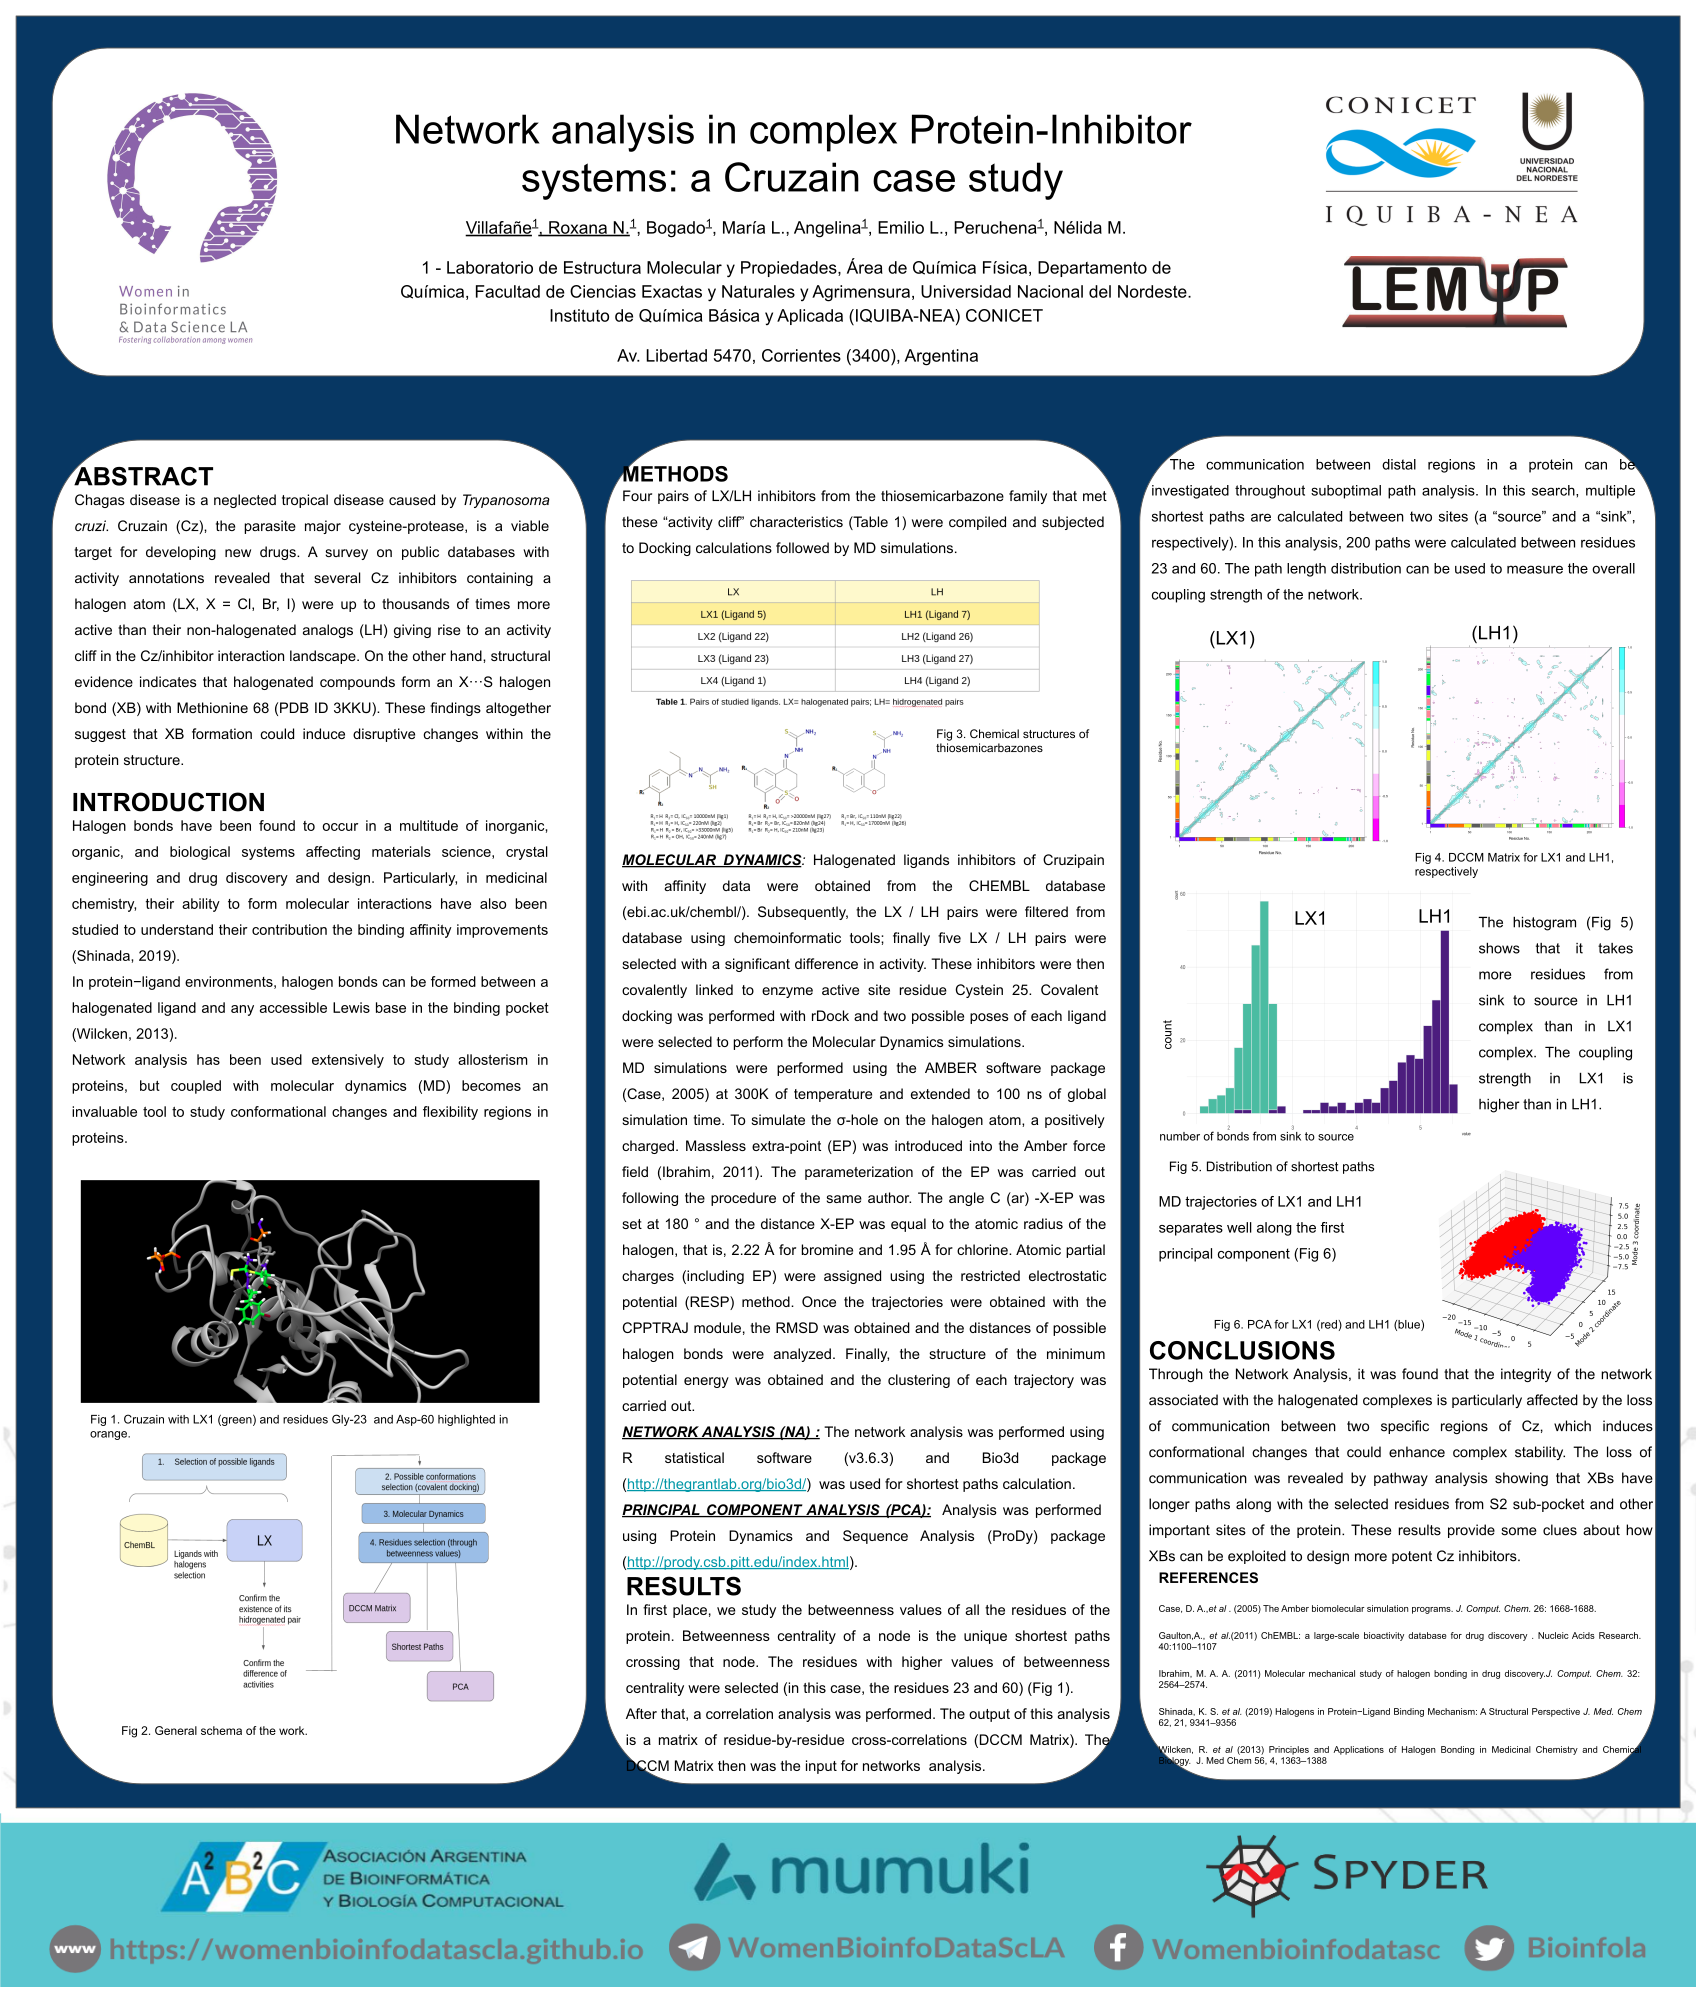 Women in
Bioinformatics
& Data Science LA
Fostering collaboration among women
Network analysis in complex Protein-Inhibitor
systems: a Cruzain case study
Villafañe1, Roxana N.1, Bogado1, María L., Angelina1, Emilio L., Peruchena1, Nélida M.
1 - Laboratorio de Estructura Molecular y Propiedades, Área de Química Física, Departamento de
Química, Facultad de Ciencias Exactas y Naturales y Agrimensura, Universidad Nacional del Nordeste.
Instituto de Química Básica y Aplicada (IQUIBA-NEA) CONICET
Av. Libertad 5470, Corrientes (3400), Argentina
CONICET
UNIVERSIDAD
NACIONAL
DEL NORDESTE
IQUIBA-NEA
LEMYP
ABSTRACT
Chagas disease is a neglected tropical disease caused by Trypanosoma
cruzi. Cruzain (Cz), the parasite major cysteine-protease, is a viable
target for developing new drugs. A survey on public databases with
activity annotations revealed that several Cz inhibitors containing a
halogen atom (LX, X = Cl, Br, I) were up to thousands of times more
active than their non-halogenated analogs (LH) giving rise to an activity
cliff in the Cz/inhibitor interaction landscape. On the other hand, structural
evidence indicates that halogenated compounds form an X···S halogen
bond (XB) with Methionine 68 (PDB ID 3KKU). These findings altogether
suggest that XB formation could induce disruptive changes within the
protein structure.
INTRODUCTION
Halogen bonds have been found to occur in a multitude of inorganic,
organic, and biological systems affecting materials science, crystal
engineering and drug discovery and design. Particularly, in medicinal
chemistry, their ability to form molecular interactions have also been
studied to understand their contribution the binding affinity improvements
(Shinada, 2019).
In protein−ligand environments, halogen bonds can be formed between a
halogenated ligand and any accessible Lewis base in the binding pocket
(Wilcken, 2013).
Network analysis has been used extensively to study allosterism in
proteins, but coupled with molecular dynamics (MD) becomes an
invaluable tool to study conformational changes and flexibility regions in
proteins.
Fig 1. Cruzain with LX1 (green) and residues Gly-23 and Asp-60 highlighted in
orange.
1. Selection of possible ligands
ChemBL
Ligands with
halogens
selection
LX
Confirm the
existence of its
hidrogenated pair
Confirm the
difference of
activities
2. Possible conformations
selection (covalent docking)
3. Molecular Dynamics
4. Residues selection (through
betweenness values)
DCCM Matrix
Shortest Paths
PCA
Fig 2. General schema of the work.
METHODS
Four pairs of LX/LH inhibitors from the thiosemicarbazone family that met
these “activity cliff” characteristics (Table 1) were compiled and subjected
to Docking calculations followed by MD simulations.
LX LH
LX1 (Ligand 5) LH1 (Ligand 7)
LX2 (Ligand 22) LH2 (Ligand 26)
LX3 (Ligand 23) LH3 (Ligand 27)
LX4 (Ligand 1) LH4 (Ligand 2)
Table 1. Pairs of studied ligands. LX= halogenated pairs; LH= hidrogenated pairs
Fig 3. Chemical structures of
thiosemicarbazones
MOLECULAR DYNAMICS: Halogenated ligands inhibitors of Cruzipain
with affinity data were obtained from the CHEMBL database
(ebi.ac.uk/chembl/). Subsequently, the LX / LH pairs were filtered from
database using chemoinformatic tools; finally five LX / LH pairs were
selected with a significant difference in activity. These inhibitors were then
covalently linked to enzyme active site residue Cystein 25. Covalent
docking was performed with rDock and two possible poses of each ligand
were selected to perform the Molecular Dynamics simulations.
MD simulations were performed using the AMBER software package
(Case, 2005) at 300K of temperature and extended to 100 ns of global
simulation time. To simulate the σ-hole on the halogen atom, a positively
charged. Massless extra-point (EP) was introduced into the Amber force
field (Ibrahim, 2011). The parameterization of the EP was carried out
following the procedure of the same author. The angle C (ar) -X-EP was
set at 180 ° and the distance X-EP was equal to the atomic radius of the
halogen, that is, 2.22 Å for bromine and 1.95 Å for chlorine. Atomic partial
charges (including EP) were assigned using the restricted electrostatic
potential (RESP) method. Once the trajectories were obtained with the
CPPTRAJ module, the RMSD was obtained and the distances of possible
halogen bonds were analyzed. Finally, the structure of the minimum
potential energy was obtained and the clustering of each trajectory was
carried out.
NETWORK ANALYSIS (NA) : The network analysis was performed using
R statistical software (v3.6.3) and Bio3d package
(http://thegrantlab.org/bio3d/) was used for shortest paths calculation.
PRINCIPAL COMPONENT ANALYSIS (PCA): Analysis was performed
using Protein Dynamics and Sequence Analysis (ProDy) package
(http://prody.csb.pitt.edu/index.html).
RESULTS
In first place, we study the betweenness values of all the residues of the
protein. Betweenness centrality of a node is the unique shortest paths
crossing that node. The residues with higher values of betweenness
centrality were selected (in this case, the residues 23 and 60) (Fig 1).
After that, a correlation analysis was performed. The output of this analysis
is a matrix of residue-by-residue cross-correlations (DCCM Matrix). The
DCCM Matrix then was the input for networks analysis.
The communication between distal regions in a protein can be
investigated throughout suboptimal path analysis. In this search, multiple
shortest paths are calculated between two sites (a “source” and a “sink”,
respectively). In this analysis, 200 paths were calculated between residues
23 and 60. The path length distribution can be used to measure the overall
coupling strength of the network.
(LX1)
(LH1)
Residue No.
Residue No.
Fig 4. DCCM Matrix for LX1 and LH1,
respectively
LX1 LH1
count
60
40
20
0
2 3 4 5
value
number of bonds from sink to source
The histogram (Fig 5)
shows that it takes
more residues from
sink to source in LH1
complex than in LX1
complex. The coupling
strength in LX1 is
higher than in LH1.
Fig 5. Distribution of shortest paths
MD trajectories of LX1 and LH1
separates well along the first
principal component (Fig 6)
7.5
5.0
2.5
0.0
−2.5
−5.0
−7.5
Mode 3 coordinate
15
10
5
0
−5
Mode 2 coordinate
−20 −15 −10 −5 0 5
Mode 1 coordinate
Fig 6. PCA for LX1 (red) and LH1 (blue)
CONCLUSIONS
Through the Network Analysis, it was found that the integrity of the network
associated with the halogenated complexes is particularly affected by the loss
of communication between two specific regions of Cz, which induces
conformational changes that could enhance complex stability. The loss of
communication was revealed by pathway analysis showing that XBs have
longer paths along with the selected residues from S2 sub-pocket and other
important sites of the protein. These results provide some clues about how
XBs can be exploited to design more potent Cz inhibitors.
REFERENCES
Case, D. A.,et al . (2005) The Amber biomolecular simulation programs. J. Comput. Chem. 26: 1668-1688.
Gaulton,A., et al.(2011) ChEMBL: a large-scale bioactivity database for drug discovery . Nucleic Acids Research.
40:1100–1107
Ibrahim, M. A. A. (2011) Molecular mechanical study of halogen bonding in drug discovery.J. Comput. Chem. 32:
2564–2574.
Shinada, K. S. et al. (2019) Halogens in Protein−Ligand Binding Mechanism: A Structural Perspective J. Med. Chem
62, 21, 9341–9356
Wilcken, R. et al (2013) Principles and Applications of Halogen Bonding in Medicinal Chemistry and Chemical
Biology. J. Med Chem 56, 4, 1363–1388
A2B2C
ASOCIACIÓN ARGENTINA
DE BIOINFORMÁTICA
Y BIOLOGÍA COMPUTACIONAL
mumuki
SPYDER
www https://womenbioinfodatascla.github.io
WomenBioinfoDataScLA
Womenbioinfodatasc
Bioinfola